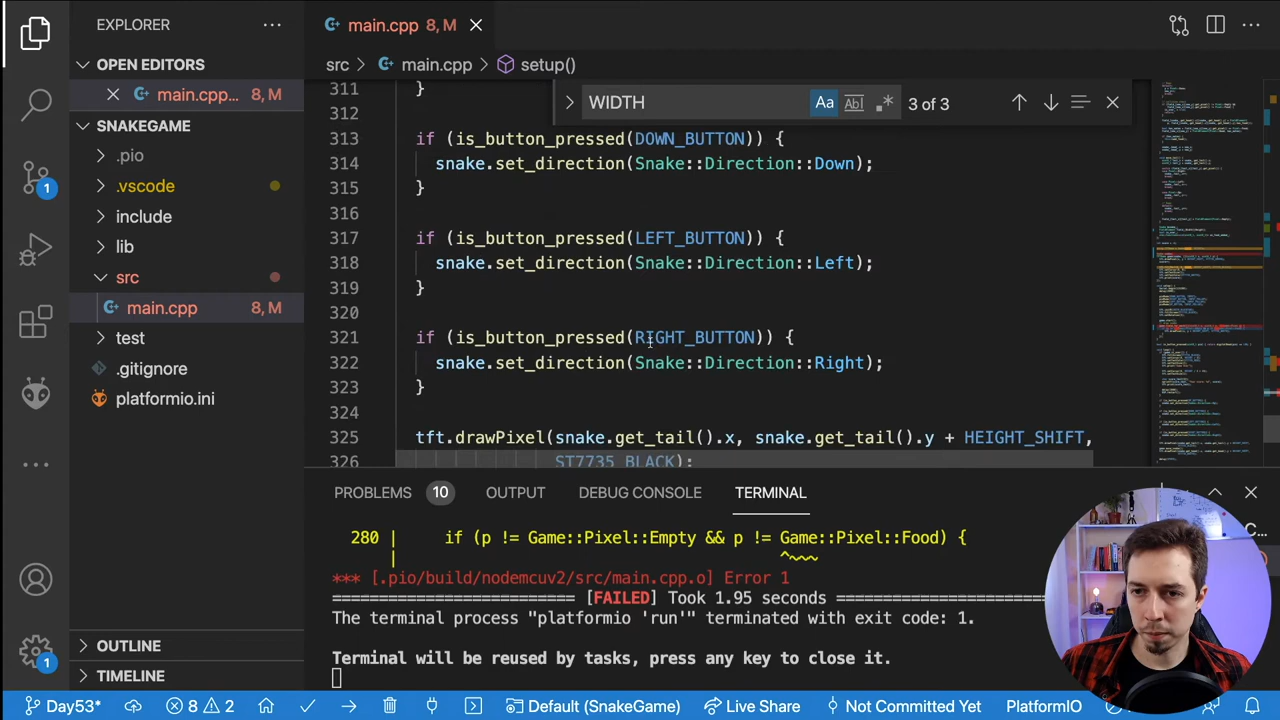 EXPLORER
main.cpp 8, M
OPEN EDITORS
src > main.cpp > setup()
main.cpp... 8, M
SNAKEGAME
WIDTH
Aa Abl .* 3 of 3
.pio
.vscode
include
lib
src
main.cpp 8, M
test
.gitignore
platformio.ini
OUTLINE
TIMELINE
311 }
312
313 if (is_button_pressed(DOWN_BUTTON)) {
314 snake.set_direction(Snake::Direction::Down);
315 }
316
317 if (is_button_pressed(LEFT_BUTTON)) {
318 snake.set_direction(Snake::Direction::Left);
319 }
320
321 if (is_button_pressed(RIGHT_BUTTON)) {
322 snake.set_direction(Snake::Direction::Right);
323 }
324
325 tft.drawPixel(snake.get_tail().x, snake.get_tail().y + HEIGHT_SHIFT,
326 ST7735_BLACK);
PROBLEMS 10 OUTPUT DEBUG CONSOLE TERMINAL
280 | if (p != Game::Pixel::Empty && p != Game::Pixel::Food) {
| ^~~~
*** [.pio/build/nodemcuv2/src/main.cpp.o] Error 1
========================= [FAILED] Took 1.95 seconds =========================
The terminal process "platformio 'run'" terminated with exit code: 1.
Terminal will be reused by tasks, press any key to close it.
1
1
Day53* 8 2 Default (SnakeGame) Live Share Not Committed Yet PlatformIO